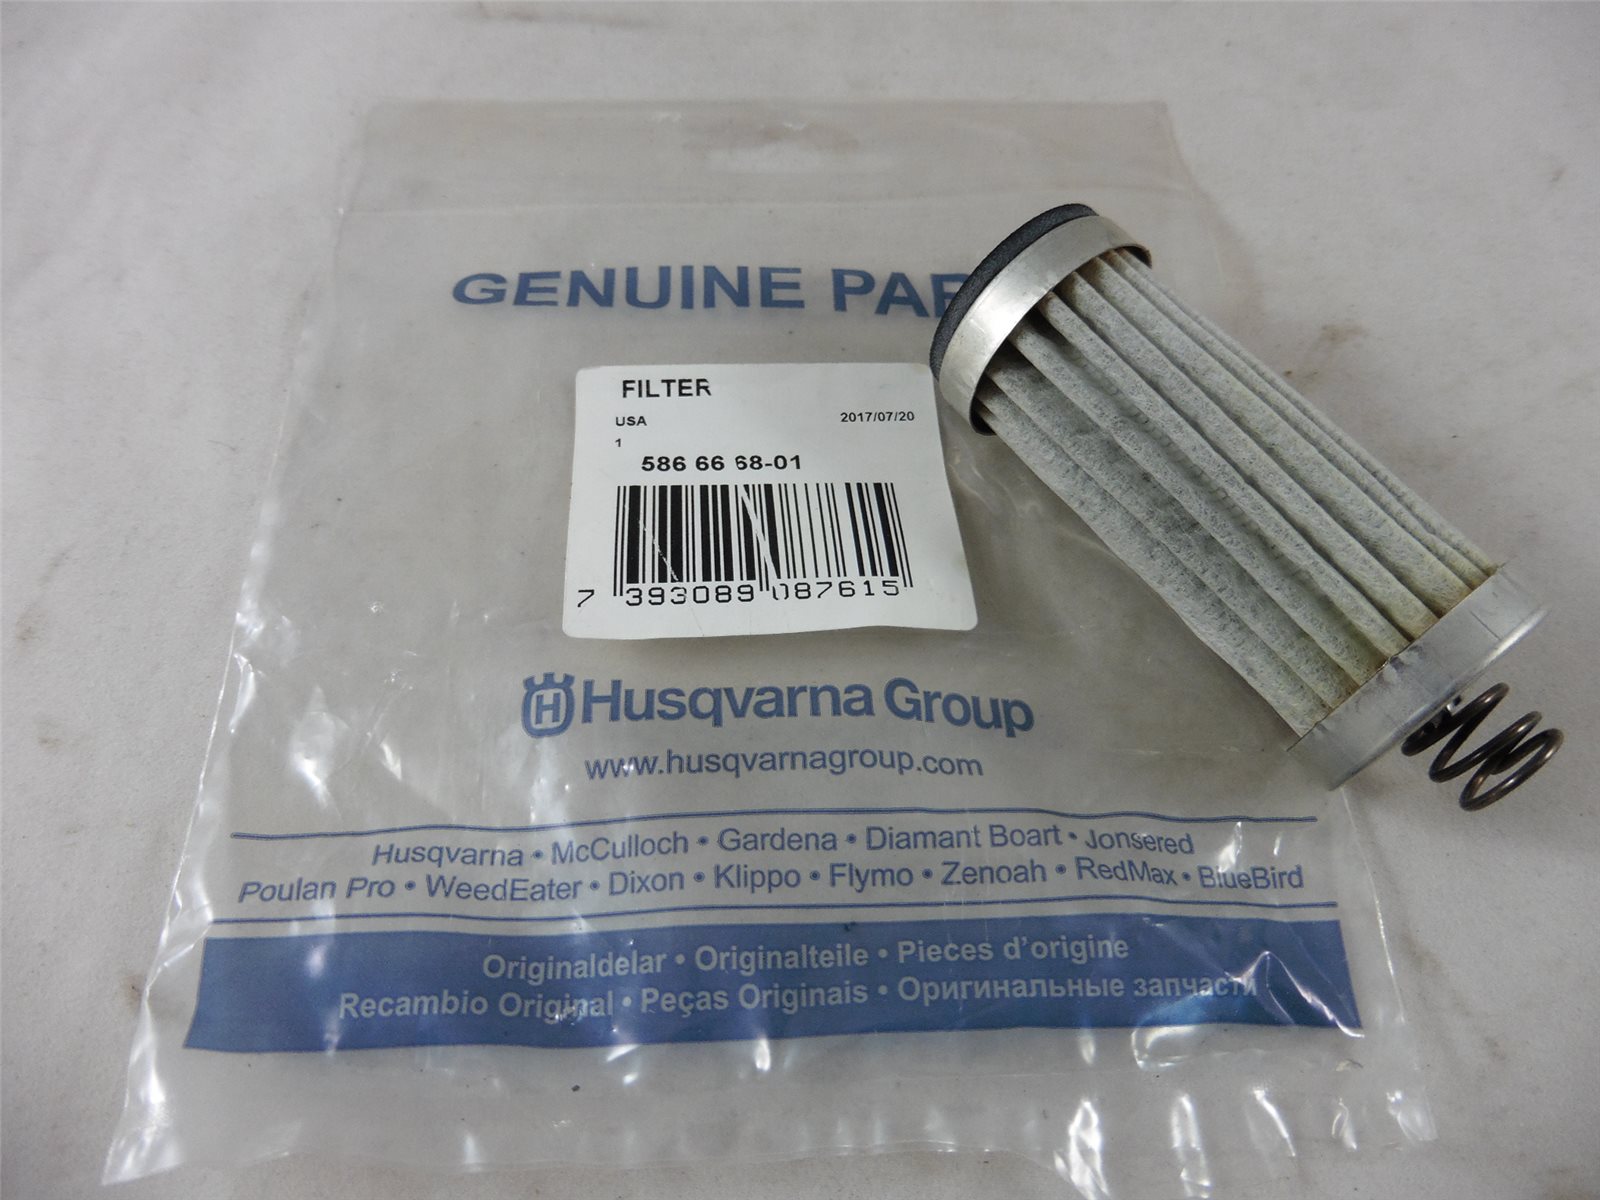 GENUINE
FILTER
USA 2017/07/20
1
586 66 68-01
7 393089 087615
H Husqvarna Group
www.husqvarnagroup.com
Husqvarna • McCulloch • Gardena • Diamant Boart • Jonsered
Poulan Pro • WeedEater • Dixon • Klippo • Flymo • Zenoah • RedMax • BlueBird
Originaldelar • Originalteile • Pieces d'origine
Recambio Original • Peças Originais • Оригинальные запчасти